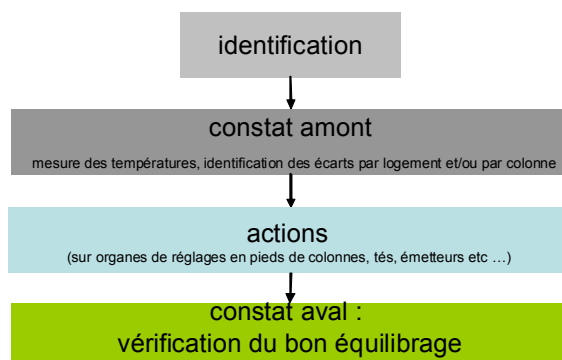 identification
constat amont
mesure des températures, identification des écarts par logement et/ou par colonne
actions
(sur organes de réglages en pieds de colonnes, tés, émetteurs etc ...)
constat aval :
vérification du bon équilibrage